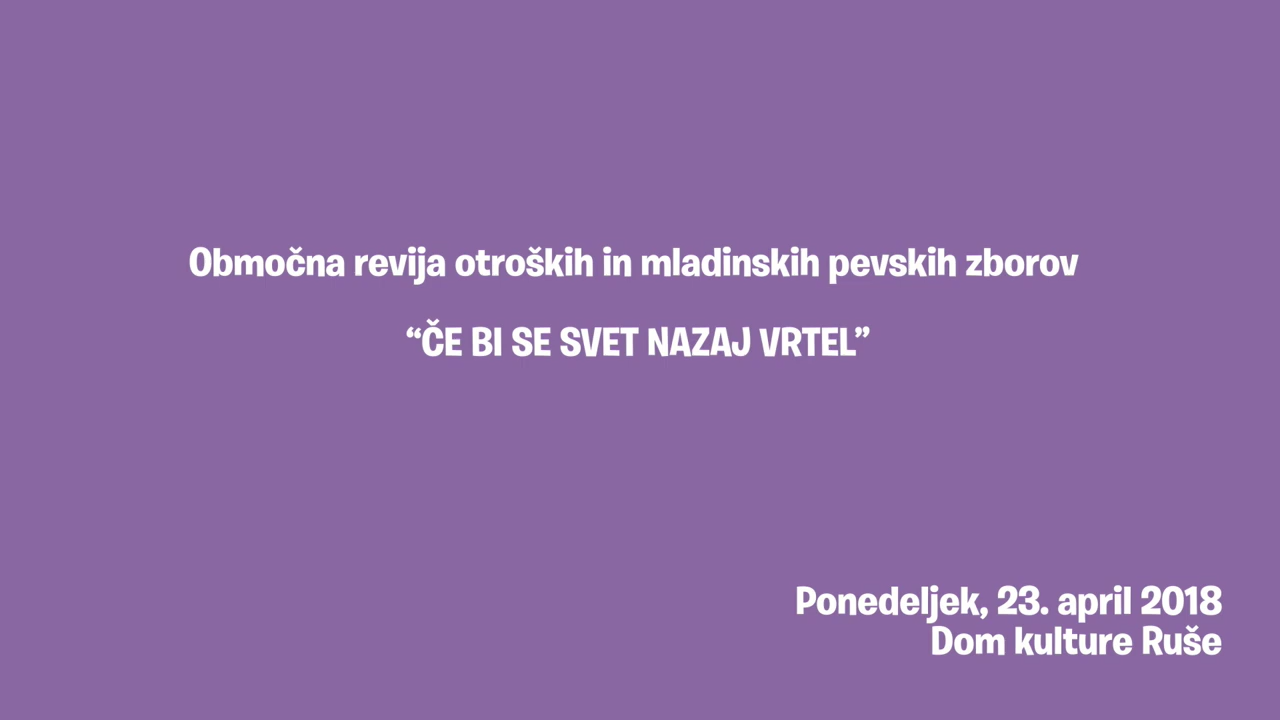 Območna revija otroških in mladinskih pevskih zborov
“ČE BI SE SVET NAZAJ VRTEL”
Ponedeljek, 23. april 2018
Dom kulture Ruše